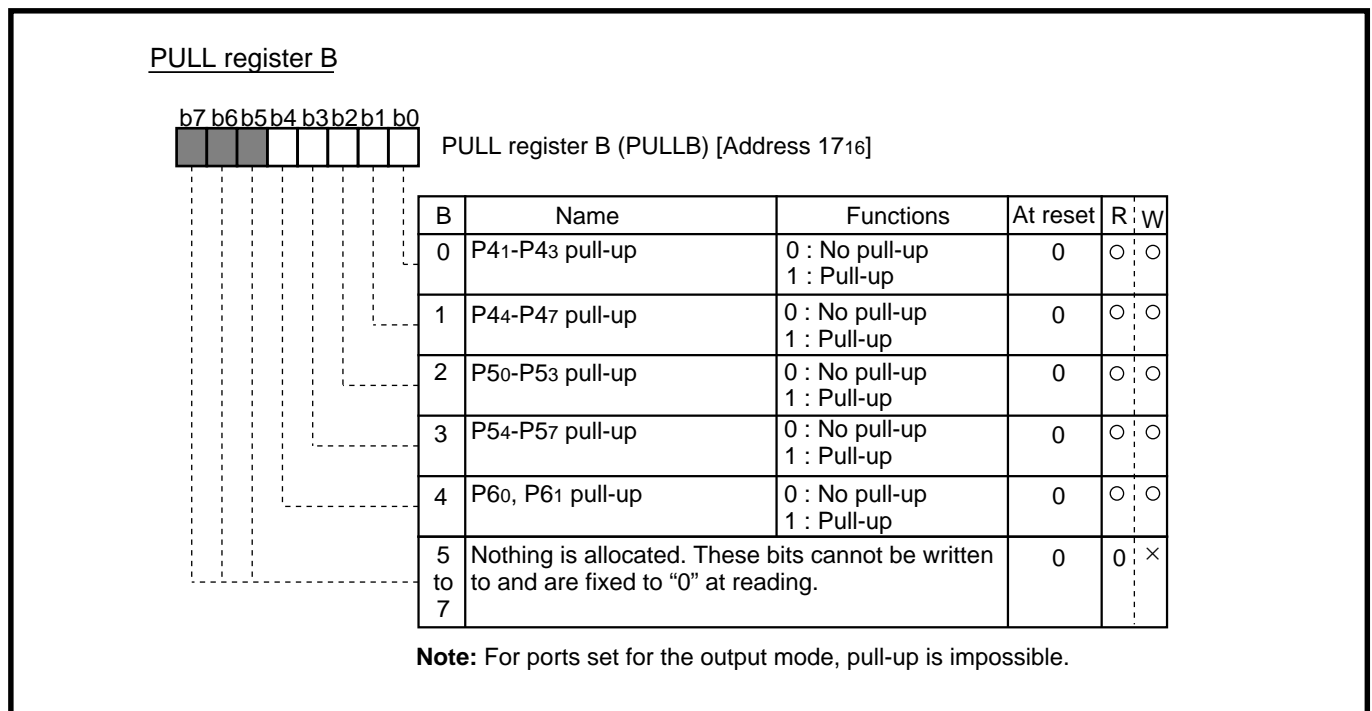 PULL register B
b7 b6 b5 b4 b3 b2 b1 b0
PULL register B (PULLB) [Address 1716]
B Name Functions At reset R W
0 P41-P43 pull-up 0 : No pull-up 0 ○ ○
1 : Pull-up
1 P44-P47 pull-up 0 : No pull-up 0 ○ ○
1 : Pull-up
2 P50-P53 pull-up 0 : No pull-up 0 ○ ○
1 : Pull-up
3 P54-P57 pull-up 0 : No pull-up 0 ○ ○
1 : Pull-up
4 P60, P61 pull-up 0 : No pull-up 0 ○ ○
1 : Pull-up
5 Nothing is allocated. These bits cannot be written 0 0 ×
to to and are fixed to “0” at reading.
7
Note: For ports set for the output mode, pull-up is impossible.